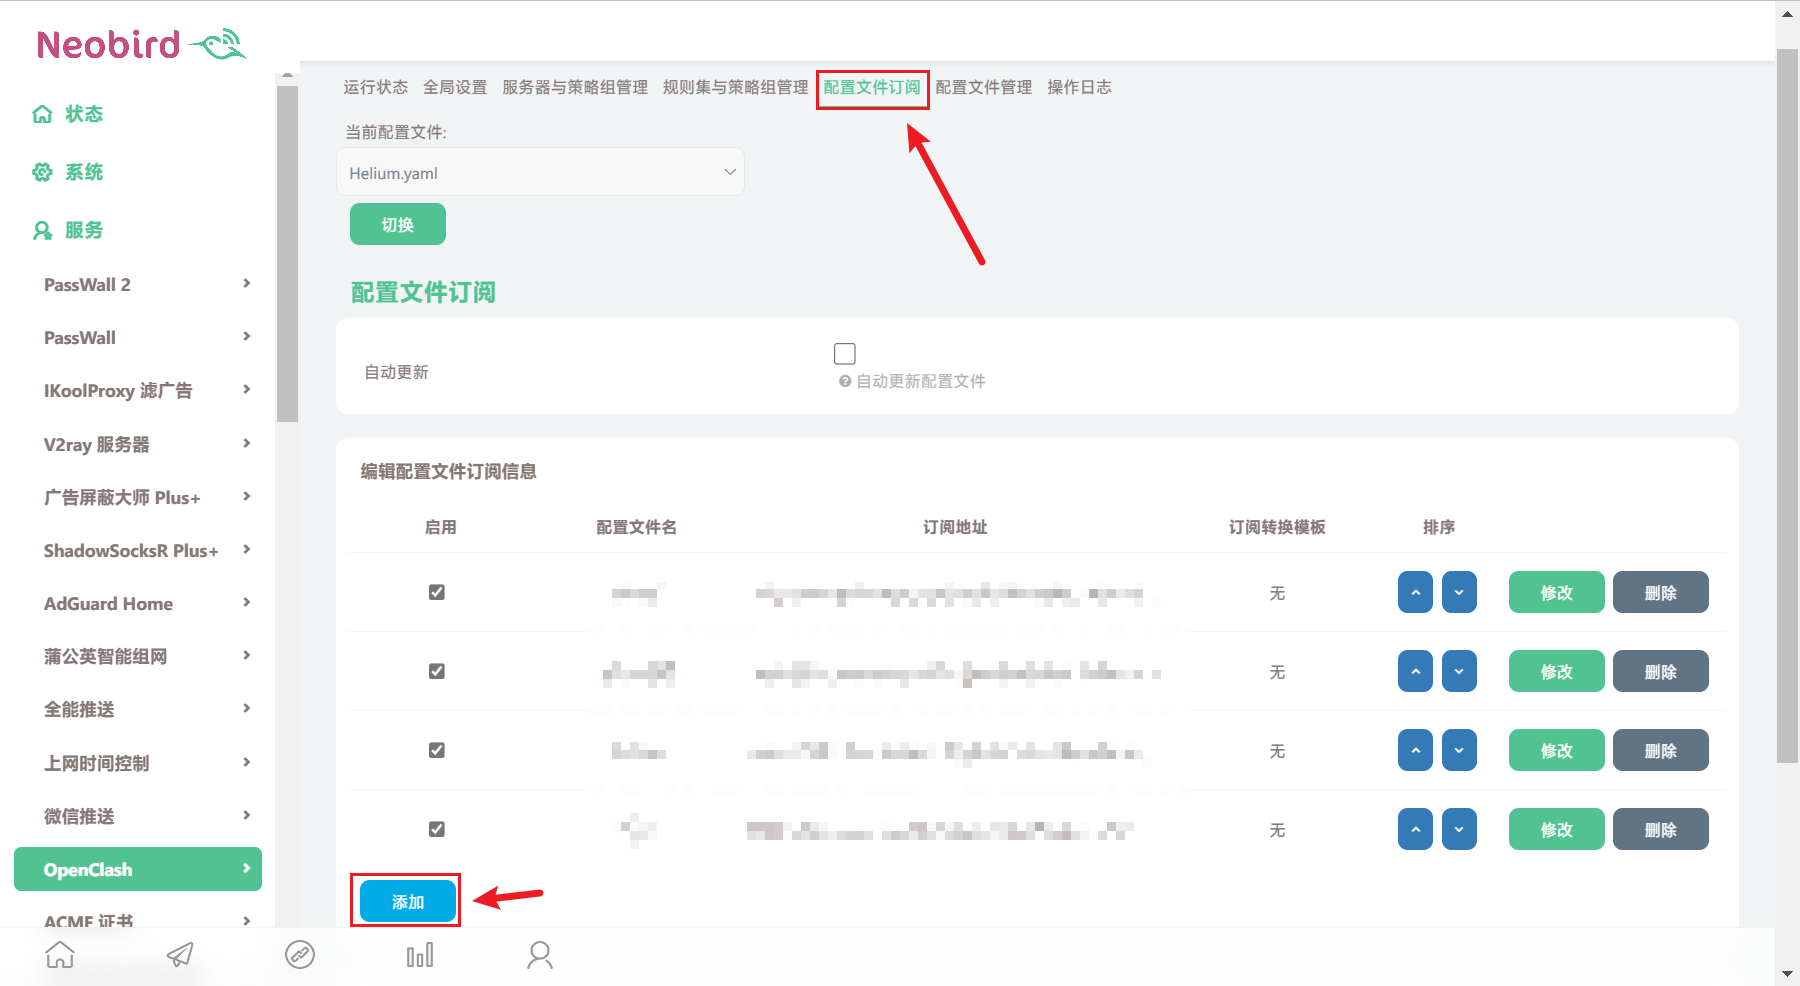 Neobird
状态
系统
服务
PassWall 2
PassWall
IKoolProxy 滤广告
V2ray 服务器
广告屏蔽大师 Plus+
ShadowSocksR Plus+
AdGuard Home
蒲公英智能组网
全能推送
上网时间控制
微信推送
OpenClash
ACME 证书
运行状态 全局设置 服务器与策略组管理 规则集与策略组管理 配置文件订阅 配置文件管理 操作日志
当前配置文件:
Helium.yaml
切换
配置文件订阅
自动更新
自动更新配置文件
编辑配置文件订阅信息
启用 配置文件名 订阅地址 订阅转换模板 排序
无 修改 删除
无 修改 删除
无 修改 删除
无 修改 删除
添加